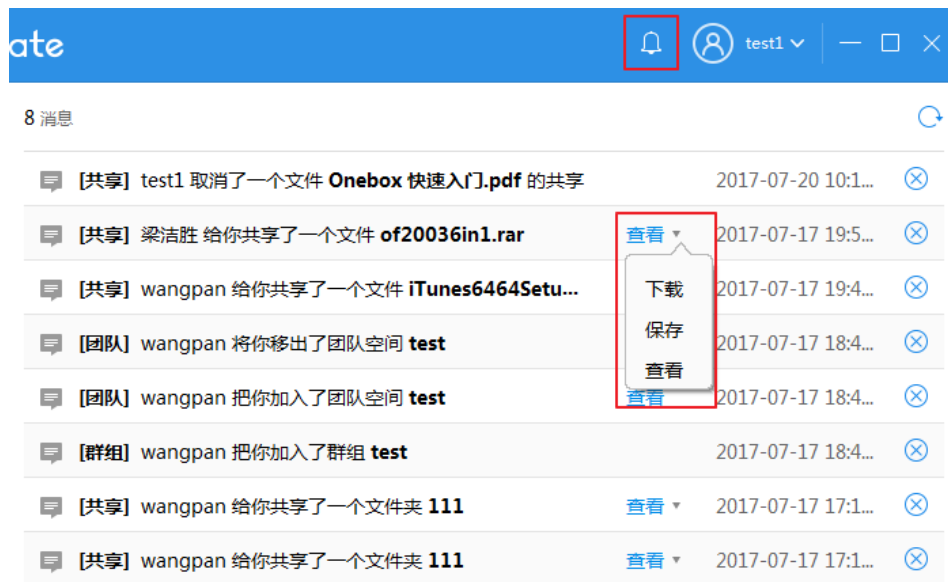 ate test1
8 消息
[共享] test1 取消了一个文件 Onebox 快速入门.pdf 的共享 2017-07-20 10:1...
[共享] 梁洁胜 给你共享了一个文件 of20036in1.rar 查看 2017-07-17 19:5...
[共享] wangpan 给你共享了一个文件 iTunes6464Setu... 下载 2017-07-17 19:4...
保存
[团队] wangpan 将你移出了团队空间 test 2017-07-17 18:4...
查看
[团队] wangpan 把你加入了团队空间 test 查看 2017-07-17 18:4...
[群组] wangpan 把你加入了群组 test 2017-07-17 18:4...
[共享] wangpan 给你共享了一个文件夹 111 查看 2017-07-17 17:1...
[共享] wangpan 给你共享了一个文件夹 111 查看 2017-07-17 17:1...